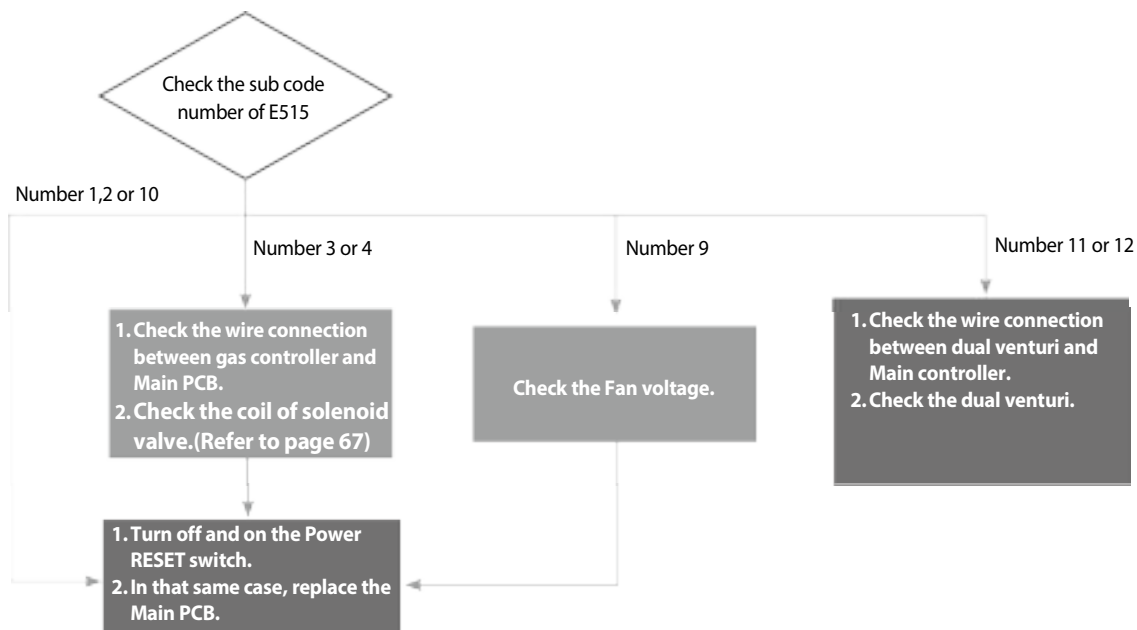 Check the sub code
number of E515
Number 1,2 or 10
Number 3 or 4
Number 9
Number 11 or 12
1. Check the wire connection
between gas controller and
Main PCB.
2. Check the coil of solenoid
valve.(Refer to page 67)
Check the Fan voltage.
1. Check the wire connection
between dual venturi and
Main controller.
2. Check the dual venturi.
1. Turn off and on the Power
RESET switch.
2. In that same case, replace the
Main PCB.